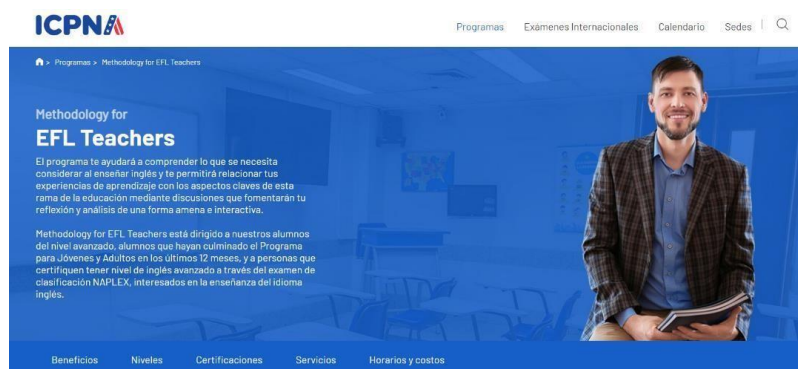 ICPNA
Programas Exámenes Internacionales Calendario Sedes
> Programas > Methodology for EFL Teachers
Methodology for
EFL Teachers
El programa te ayudará a comprender lo que se necesita
considerar al enseñar inglés y te permitirá relacionar tus
experiencias de aprendizaje con los aspectos claves de esta
rama de la educación mediante discusiones que fomentarán tu
reflexión y análisis de una forma amena e interactiva.
Methodology for EFL Teachers está dirigido a nuestros alumnos
del nivel avanzado, alumnos que hayan culminado el Programa
para Jóvenes y Adultos en los últimos 12 meses, y a personas que
certifiquen tener nivel de inglés avanzado a través del examen de
clasificación NAPLEX, interesados en la enseñanza del idioma
inglés.
Beneficios Niveles Certificaciones Servicios Horarios y costos